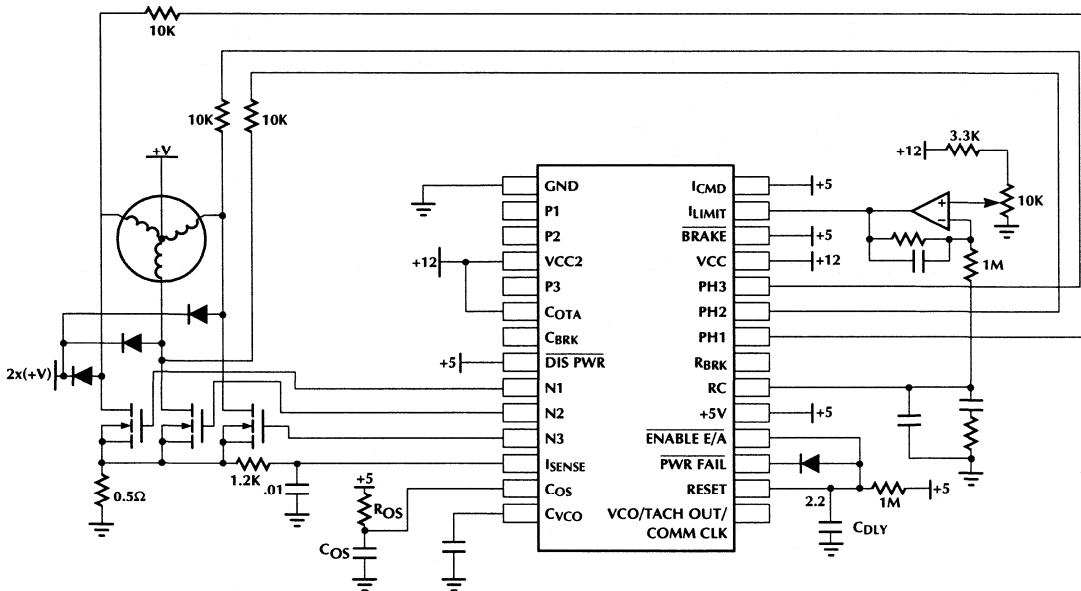 10K
10K
10K
+V
2x(+V)
0.5Ω
1.2K
.01
+5
ROS
COS
+12
+5
GND
P1
P2
VCC2
P3
COTA
CBRK
DIS PWR
N1
N2
N3
ISENSE
COS
CVCO
ICMD
ILIMIT
BRAKE
VCC
PH3
PH2
PH1
RBRK
RC
+5V
ENABLE E/A
PWR FAIL
RESET
VCO/TACH OUT/
COMM CLK
+5
+5
+12
+5
+12
3.3K
10K
+
−
1M
2.2
CDLY
1M
+5